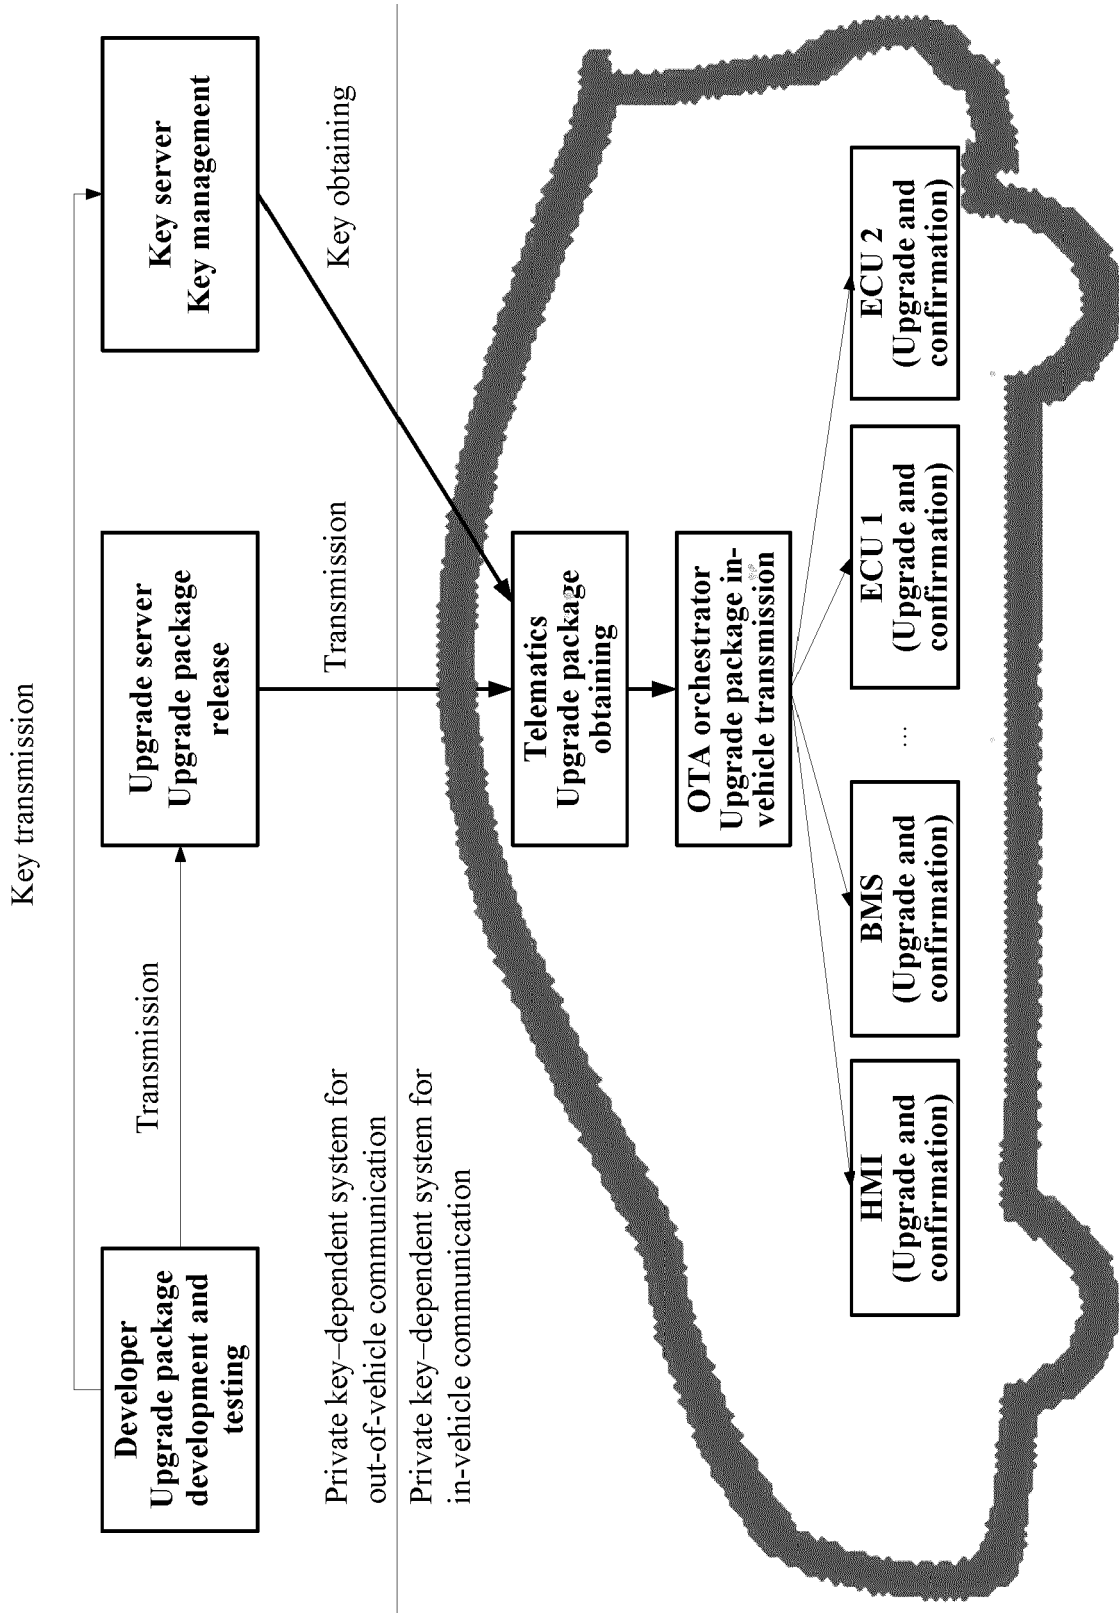 Key transmission
Developer
Upgrade package
development and
testing
Transmission
Upgrade server
Upgrade package
release
Key server
Key management
Private key–dependent system for
out-of-vehicle communication
Transmission
Key obtaining
Private key–dependent system for
in-vehicle communication
Telematics
Upgrade package
obtaining
OTA orchestrator
Upgrade package in-
vehicle transmission
HMI
(Upgrade and
confirmation)
BMS
(Upgrade and
confirmation)
...
ECU 1
(Upgrade and
confirmation)
ECU 2
(Upgrade and
confirmation)